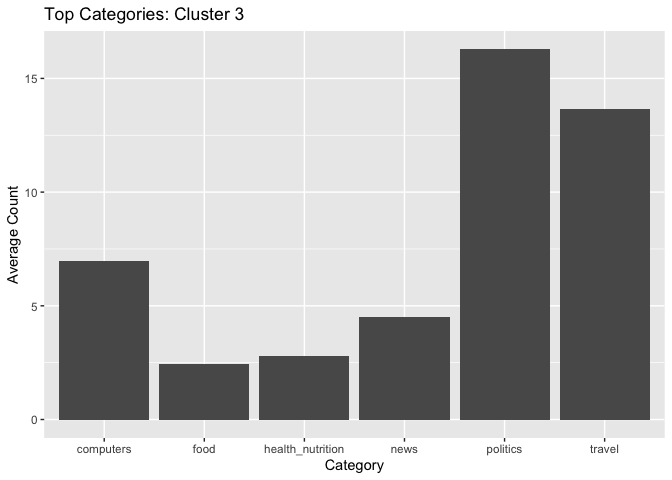 Top Categories: Cluster 3
Average Count
15
10
5
0
computers food health_nutrition news politics travel
Category